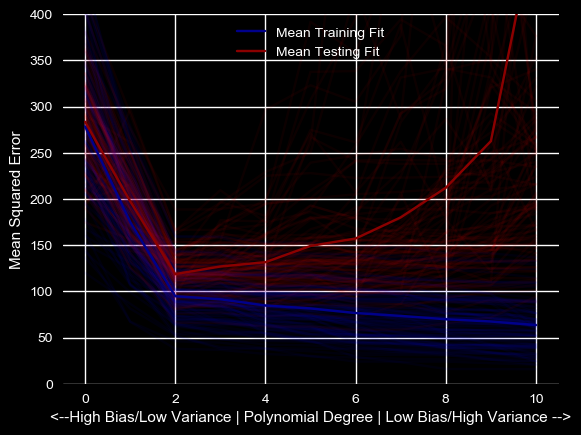 400
350
300
250
200
150
100
50
0
Mean Squared Error
Mean Training Fit
Mean Testing Fit
0 2 4 6 8 10
<--High Bias/Low Variance | Polynomial Degree | Low Bias/High Variance -->